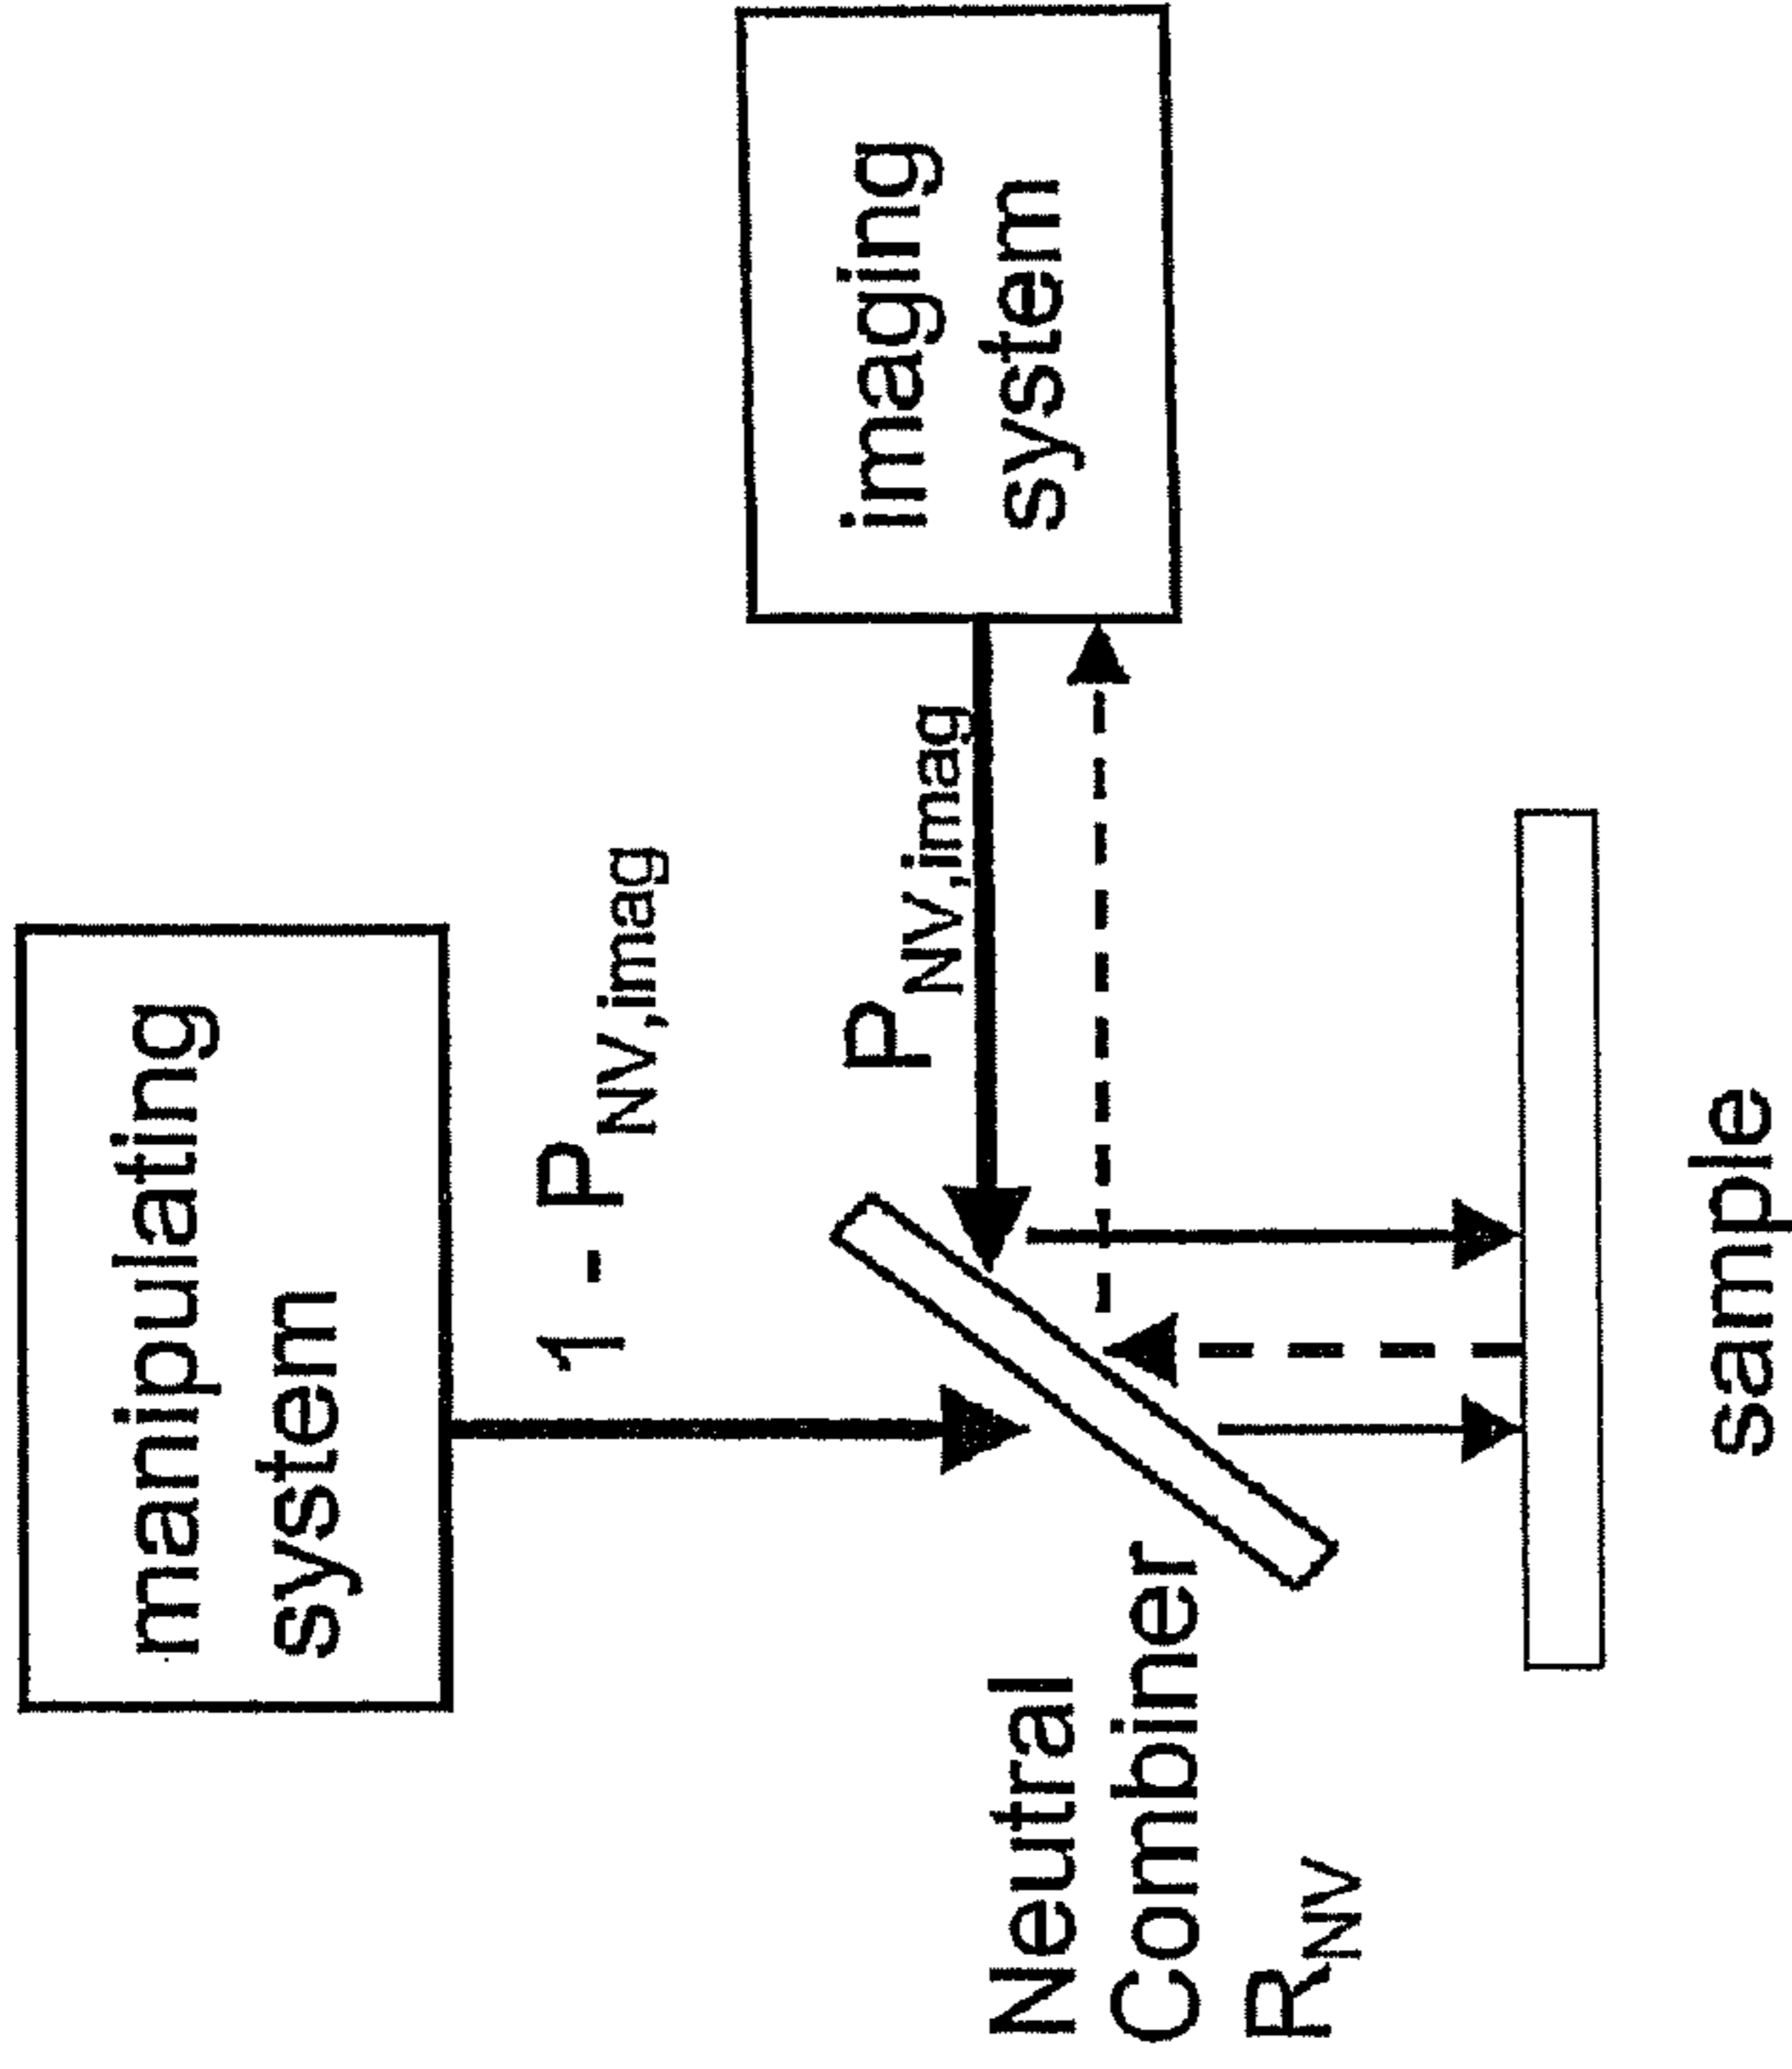 manipulating
system
1 - P_NV,imag
imaging
system
P_NV,imag
Neutral
Combiner
R_NV
sample